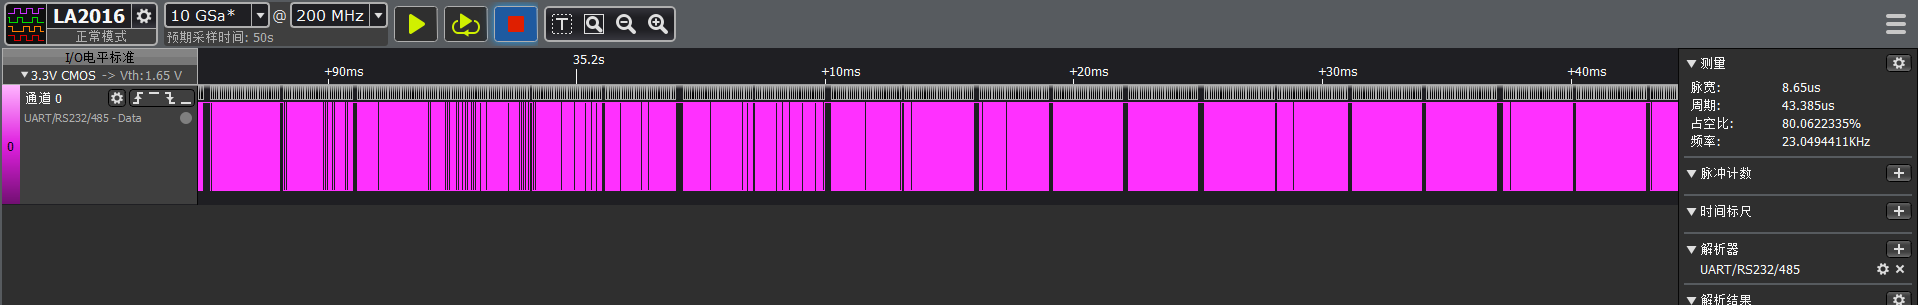 LA2016
正常模式
10 GSa*
@
200 MHz
预期采样时间: 50s
T
I/O电平标准
3.3V CMOS -> Vth:1.65 V
+90ms
35.2s
+10ms
+20ms
+30ms
+40ms
通道 0
UART/RS232/485 - Data
0
测量
脉宽: 8.65us
周期: 43.385us
占空比: 80.0622335%
频率: 23.0494411KHz
脉冲计数
时间标尺
解析器
UART/RS232/485
解析结果